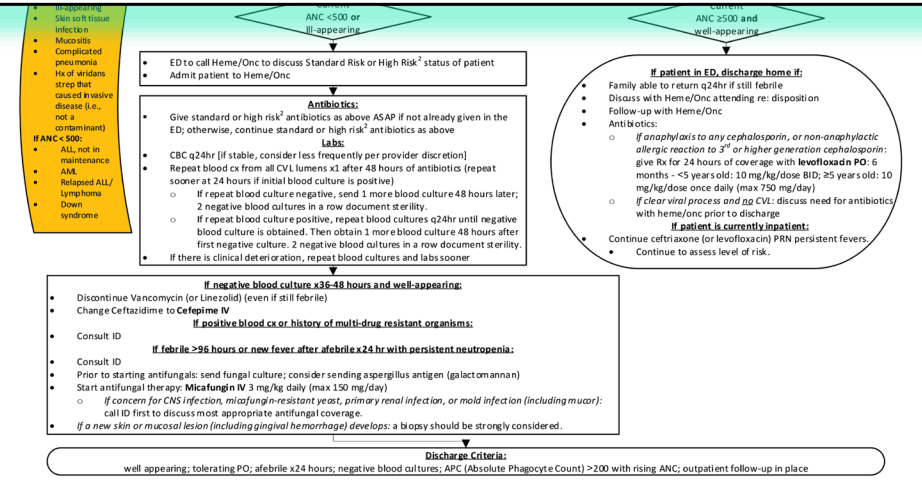 Ill-appearing
Skin soft tissue
infection
Mucositis
Complicated
pneumonia
Hx of viridans
strep that
caused invasive
disease (i.e.,
not a
contaminant)
If ANC < 500:
ALL, not in
maintenance
AML
Relapsed ALL/
Lymphoma
Down
syndrome
Current
ANC <500 or
Ill-appearing
• ED to call Heme/Onc to discuss Standard Risk or High Risk² status of patient
• Admit patient to Heme/Onc
Antibiotics:
▪ Give standard or high risk² antibiotics as above ASAP if not already given in the
ED; otherwise, continue standard or high risk² antibiotics as above
Labs:
• CBC q24hr [if stable, consider less frequently per provider discretion]
• Repeat blood cx from all CVL lumens x1 after 48 hours of antibiotics (repeat
sooner at 24 hours if initial blood culture is positive)
o If repeat blood culture negative, send 1 more blood culture 48 hours later;
2 negative blood cultures in a row document sterility.
o If repeat blood culture positive, repeat blood cultures q24h until negative
blood culture is obtained. Then obtain 1 more blood culture 48 hours after
first negative culture. 2 negative blood cultures in a row document sterility.
• If there is clinical deterioration, repeat blood cultures and labs sooner
Current
ANC ≥500 and
well-appearing
If patient in ED, discharge home if:
• Family able to return q24hr if still febrile
• Discuss with Heme/Onc attending re: disposition
• Follow-up with Heme/Onc
• Antibiotics:
o If anaphylaxis to any cephalosporin, or non-anaphylactic
allergic reaction to 3rd or higher generation cephalosporin:
give Rx for 24 hours of coverage with levofloxacin PO: 6
months - <5 years old: 10 mg/kg/dose BID; ≥5 years old: 10
mg/kg/dose once daily (max 750 mg/day)
o If clear viral process and no CVL: discuss need for antibiotics
with heme/onc prior to discharge
If patient is currently inpatient:
• Continue ceftriaxone (or levofloxacin) PRN persistent fevers.
• Continue to assess level of risk.
If negative blood culture x36-48 hours and well-appearing:
• Discontinue Vancomycin (or Linezolid) (even if still febrile)
• Change Ceftazidime to Cefepime IV
If positive blood cx or history of multi-drug resistant organisms:
• Consult ID
If febrile >96 hours or new fever after afebrile x24 hr with persistent neutropenia:
• Consult ID
• Prior to starting antifungals: send fungal culture; consider sending aspergillus antigen (galactomannan)
• Start antifungal therapy: Micafungin IV 3 mg/kg daily (max 150 mg/day)
o If concern for CNS infection, micafungin-resistant yeast, primary renal infection, or mold infection (including mucor):
call ID first to discuss most appropriate antifungal coverage.
• If a new skin or mucosal lesion (including gingival hemorrhage) develops: a biopsy should be strongly considered.
Discharge Criteria:
well appearing; tolerating PO; afebrile x24 hours; negative blood cultures; APC (Absolute Phagocyte Count) >200 with rising ANC; outpatient follow-up in place